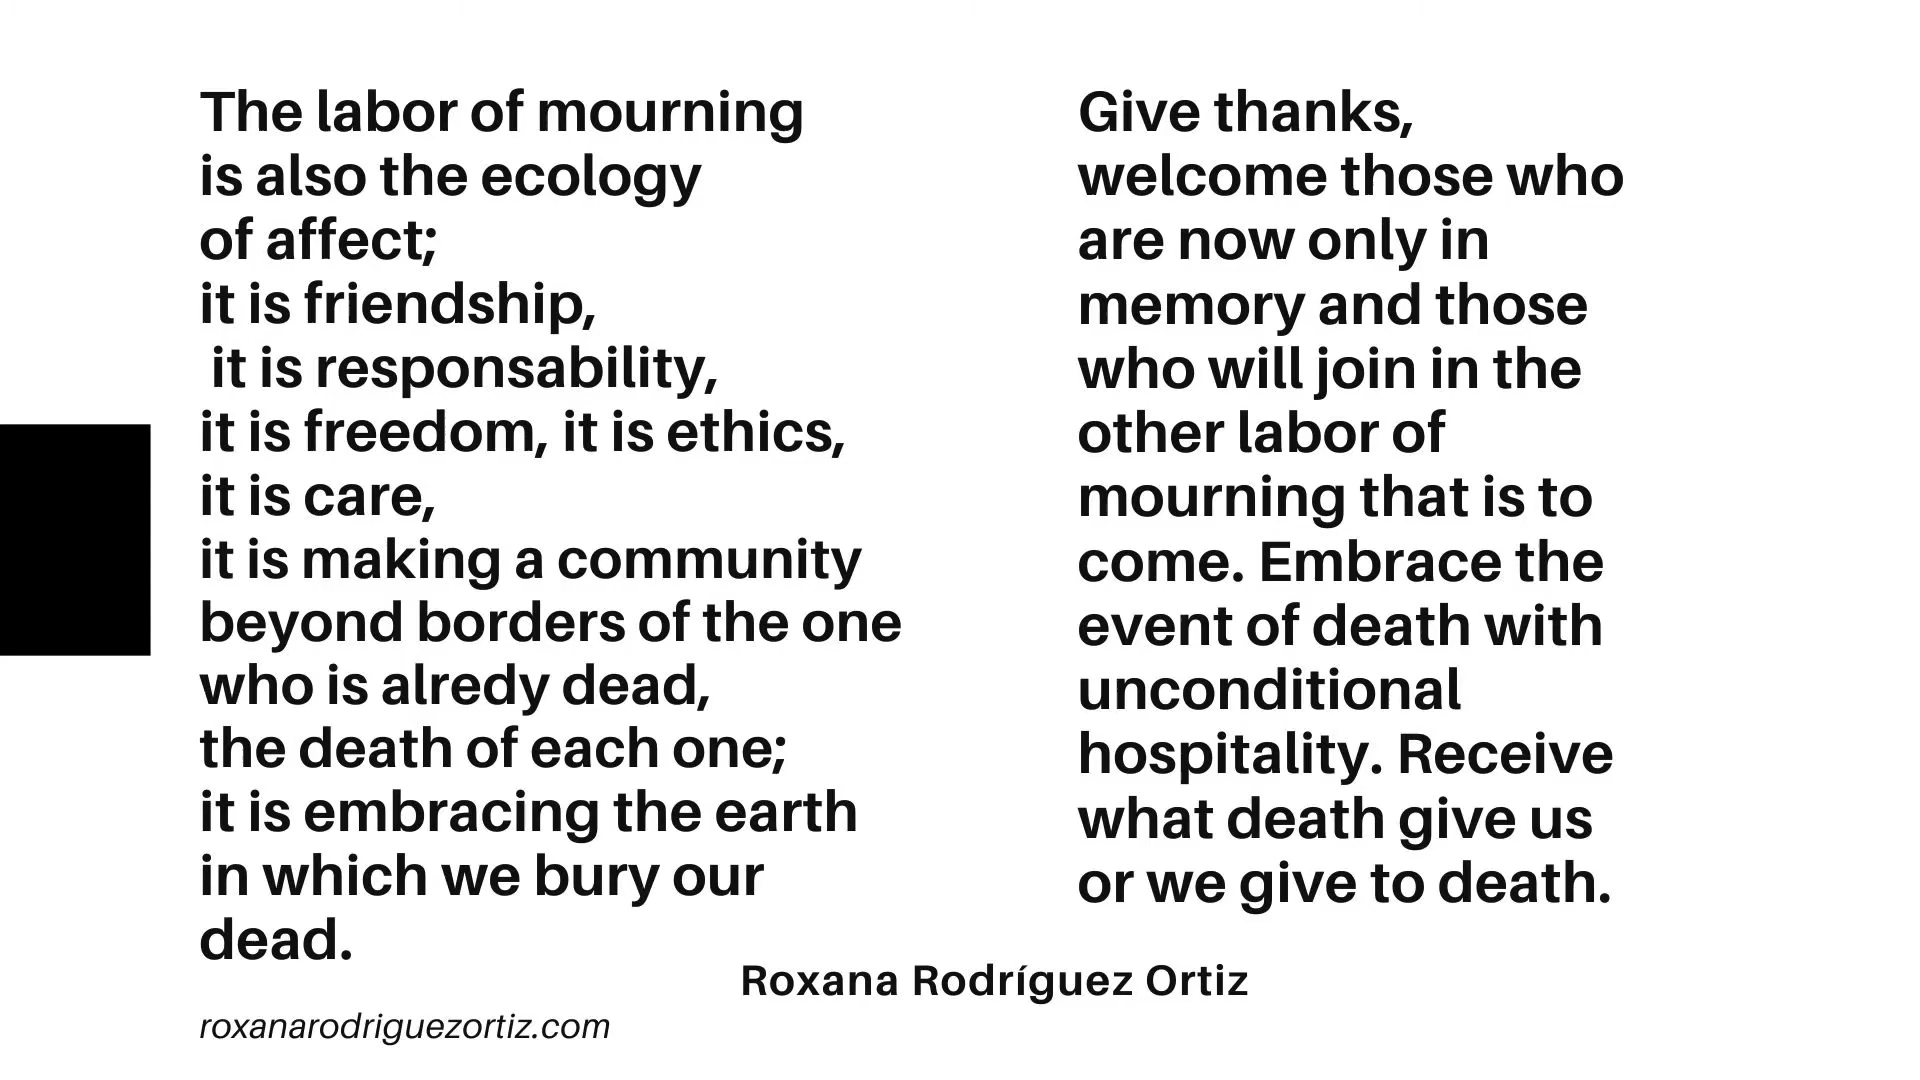 The labor of mourning
is also the ecology
of affect;
it is friendship,
it is responsability,
it is freedom, it is ethics,
it is care,
it is making a community
beyond borders of the one
who is alredy dead,
the death of each one;
it is embracing the earth
in which we bury our
dead.
Give thanks,
welcome those who
are now only in
memory and those
who will join in the
other labor of
mourning that is to
come. Embrace the
event of death with
unconditional
hospitality. Receive
what death give us
or we give to death.
Roxana Rodríguez Ortiz
roxanarodriguezortiz.com